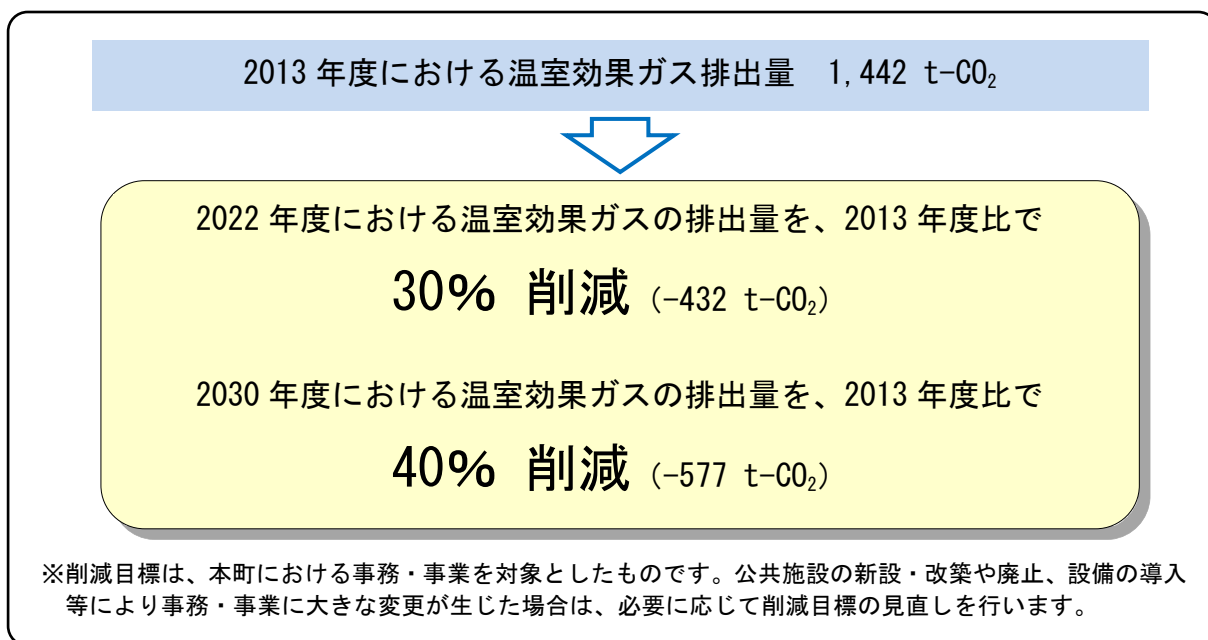 2013 年度における温室効果ガス排出量　1,442 t-CO₂
2022 年度における温室効果ガスの排出量を、2013 年度比で
30% 削減（-432 t-CO₂）
2030 年度における温室効果ガスの排出量を、2013 年度比で
40% 削減（-577 t-CO₂）
※削減目標は、本町における事務・事業を対象としたものです。公共施設の新設・改築や廃止、設備の導入
等により事務・事業に大きな変更が生じた場合は、必要に応じて削減目標の見直しを行います。